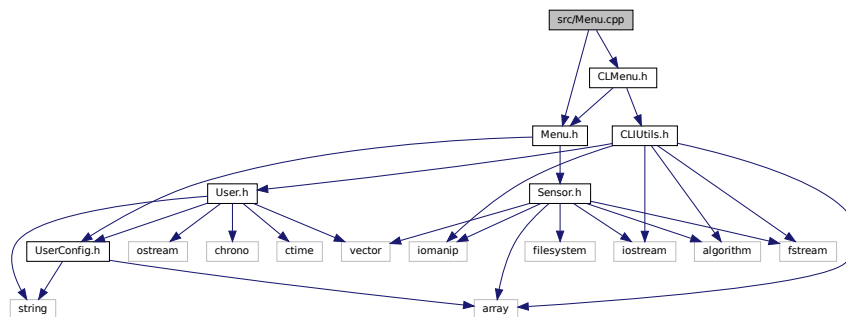 src/Menu.cpp
CLMenu.h
Menu.h
CLIUtils.h
User.h
Sensor.h
UserConfig.h
ostream
chrono
ctime
vector
iomanip
filesystem
iostream
algorithm
fstream
string
array